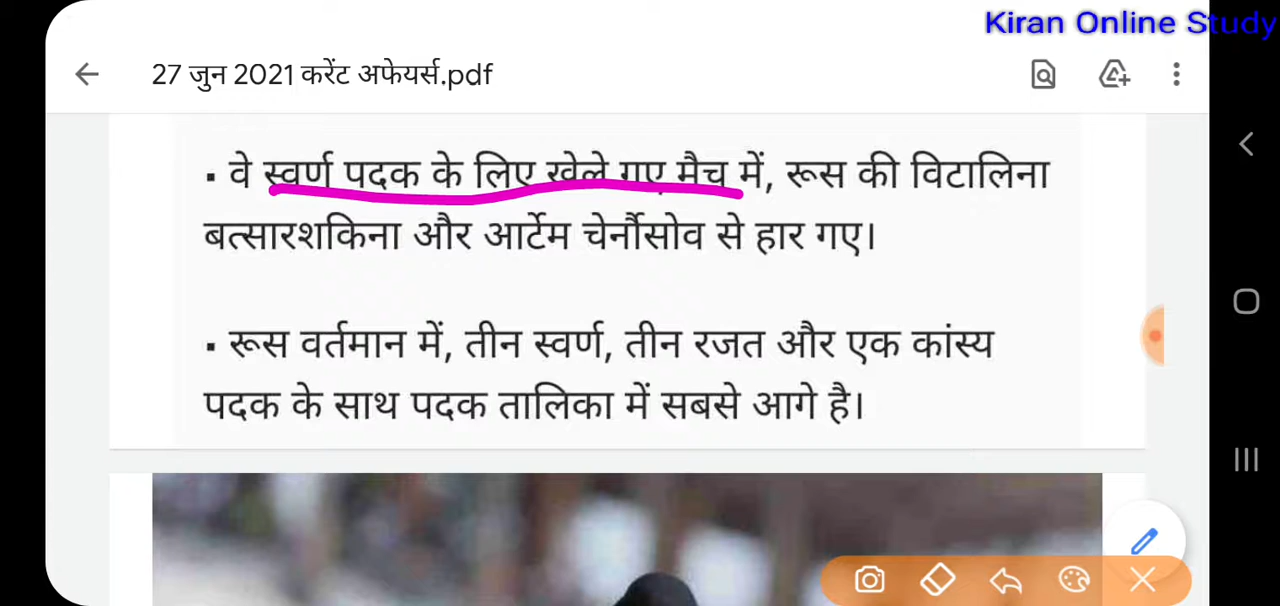 Kiran Online Study
27 जुन 2021 करेंट अफेयर्स.pdf
▪ वे स्वर्ण पदक के लिए खेले गए मैच में, रूस की विटालिना
बत्सारशकिना और आर्टेम चेर्नौसोव से हार गए।
▪ रूस वर्तमान में, तीन स्वर्ण, तीन रजत और एक कांस्य
पदक के साथ पदक तालिका में सबसे आगे है।